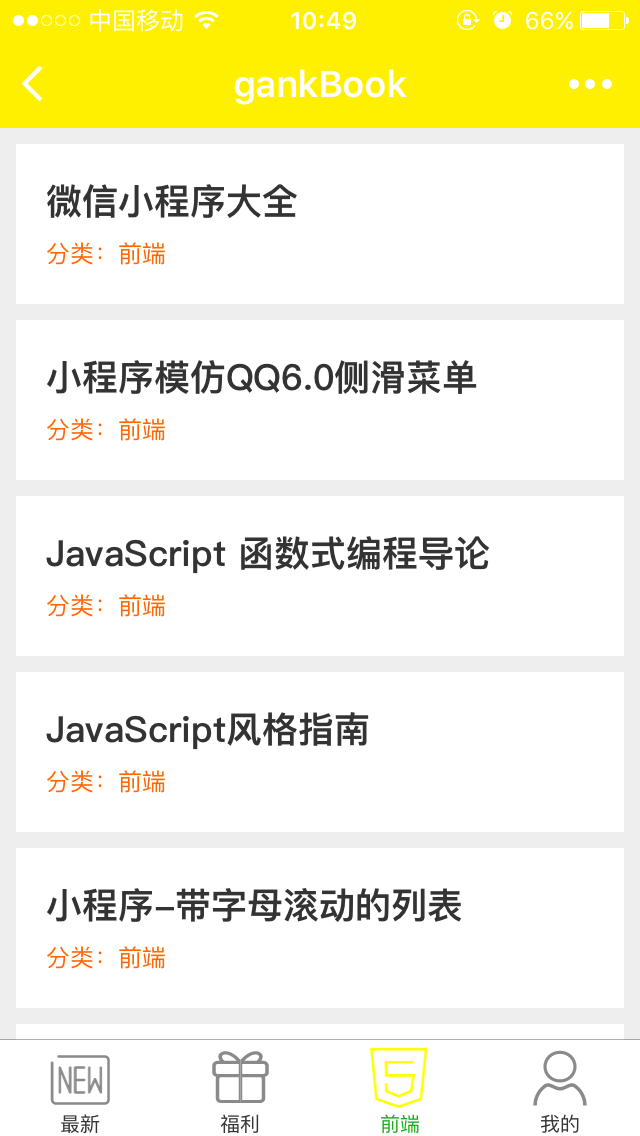 中国移动 10:49 66%
gankBook
微信小程序大全
分类：前端
小程序模仿QQ6.0侧滑菜单
分类：前端
JavaScript 函数式编程导论
分类：前端
JavaScript风格指南
分类：前端
小程序-带字母滚动的列表
分类：前端
NEW
最新 福利 前端 我的